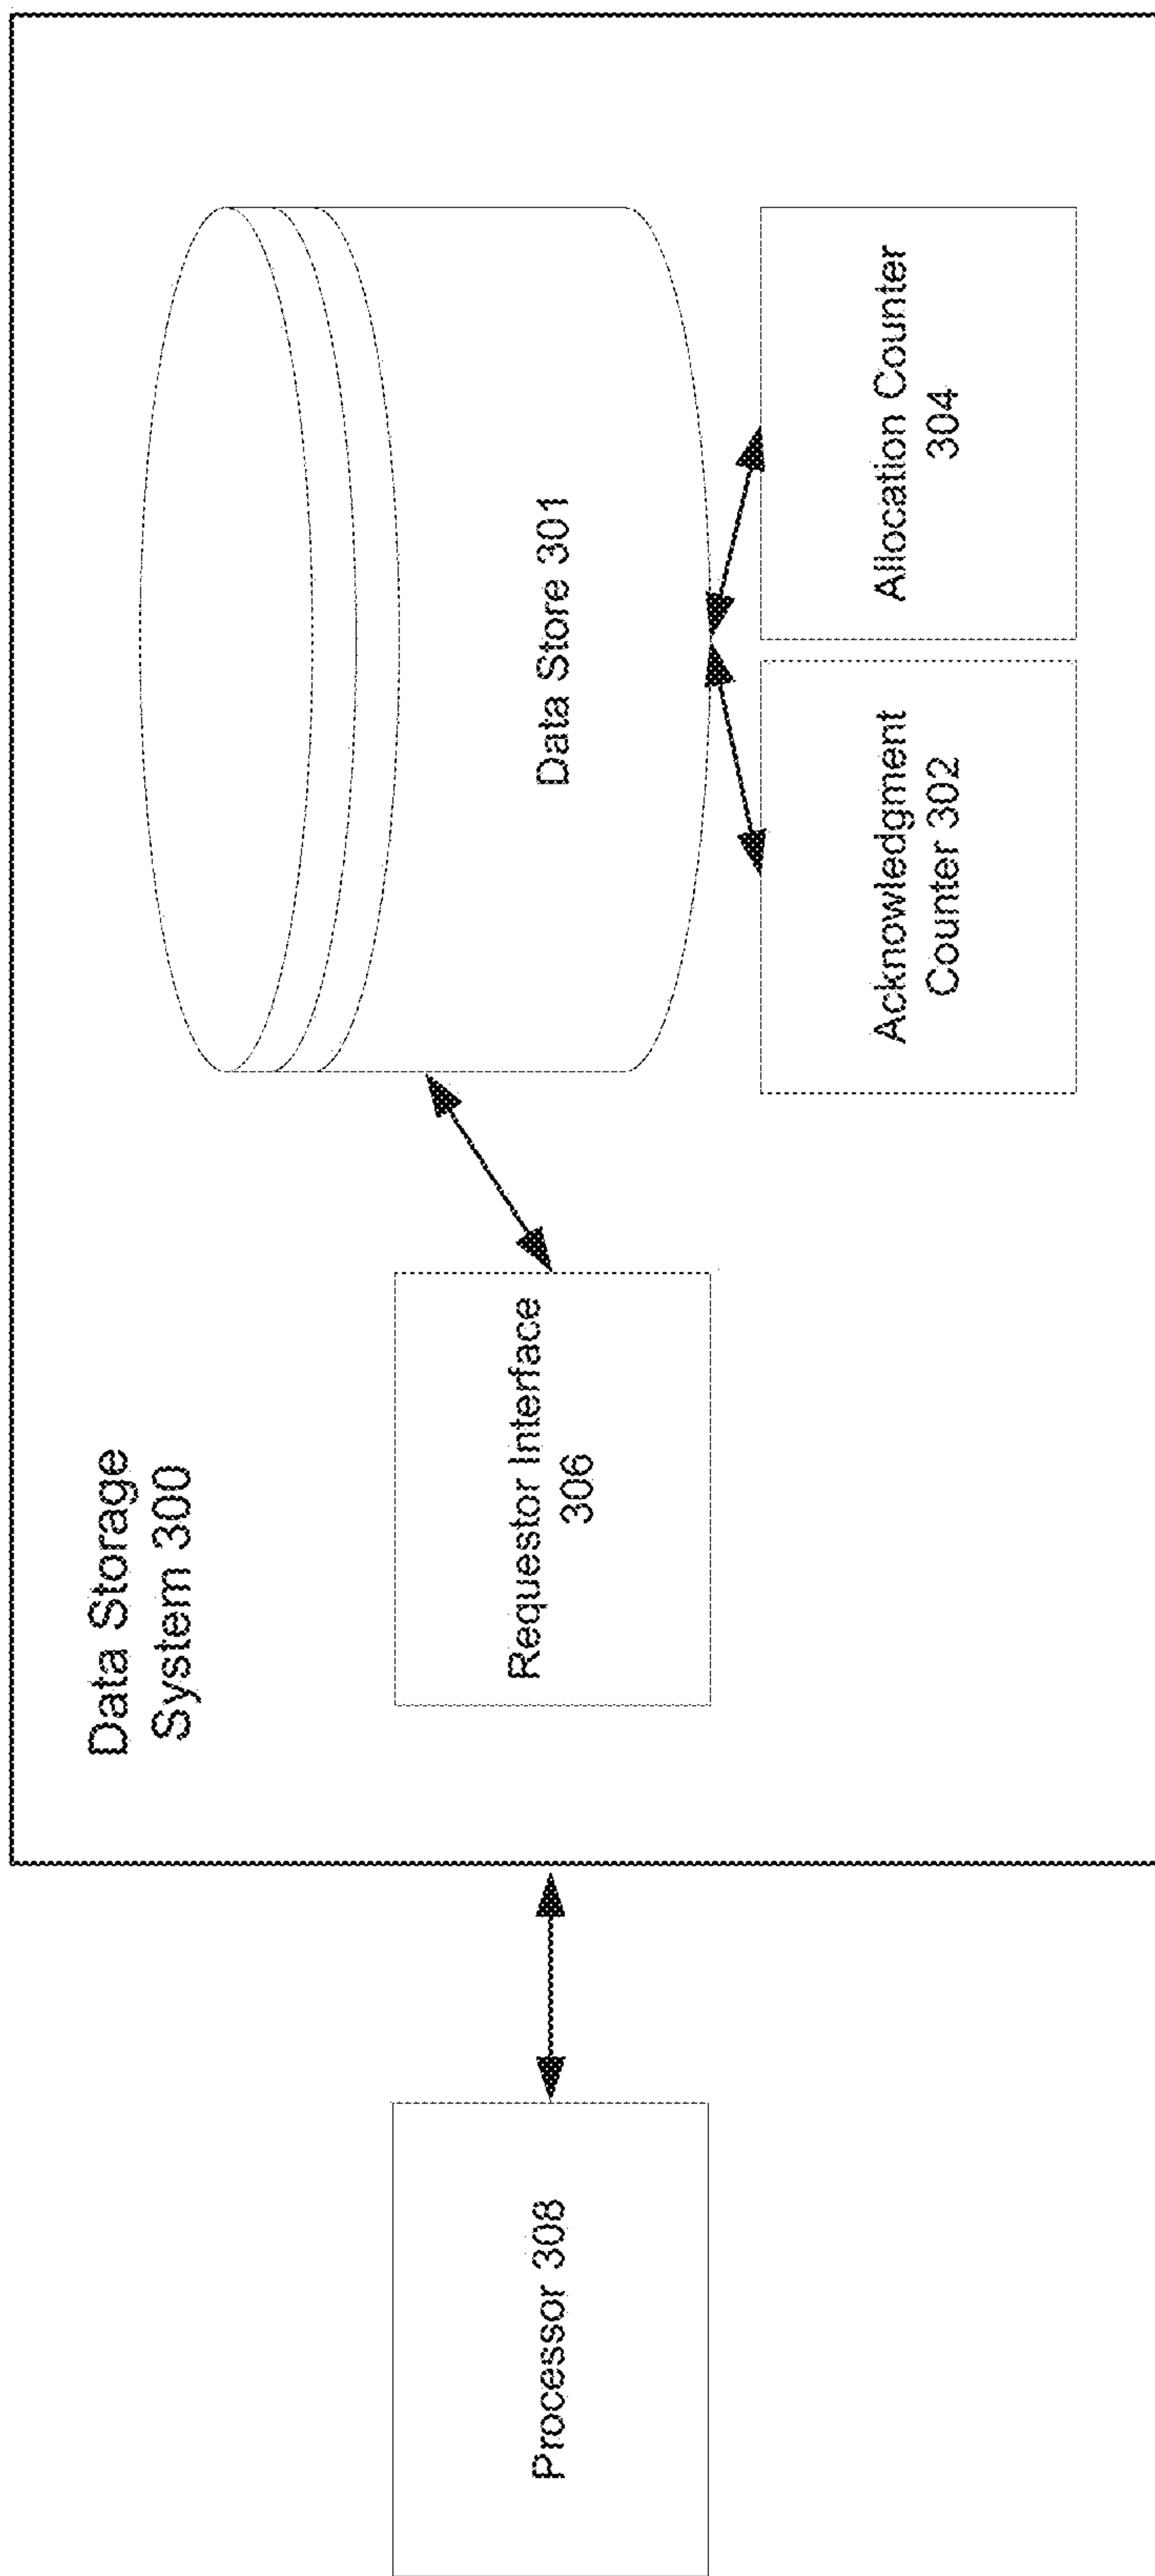 Data Storage
System 300
Data Store 301
Requestor Interface
306
Processor 308
Acknowledgment
Counter 302
Allocation Counter
304